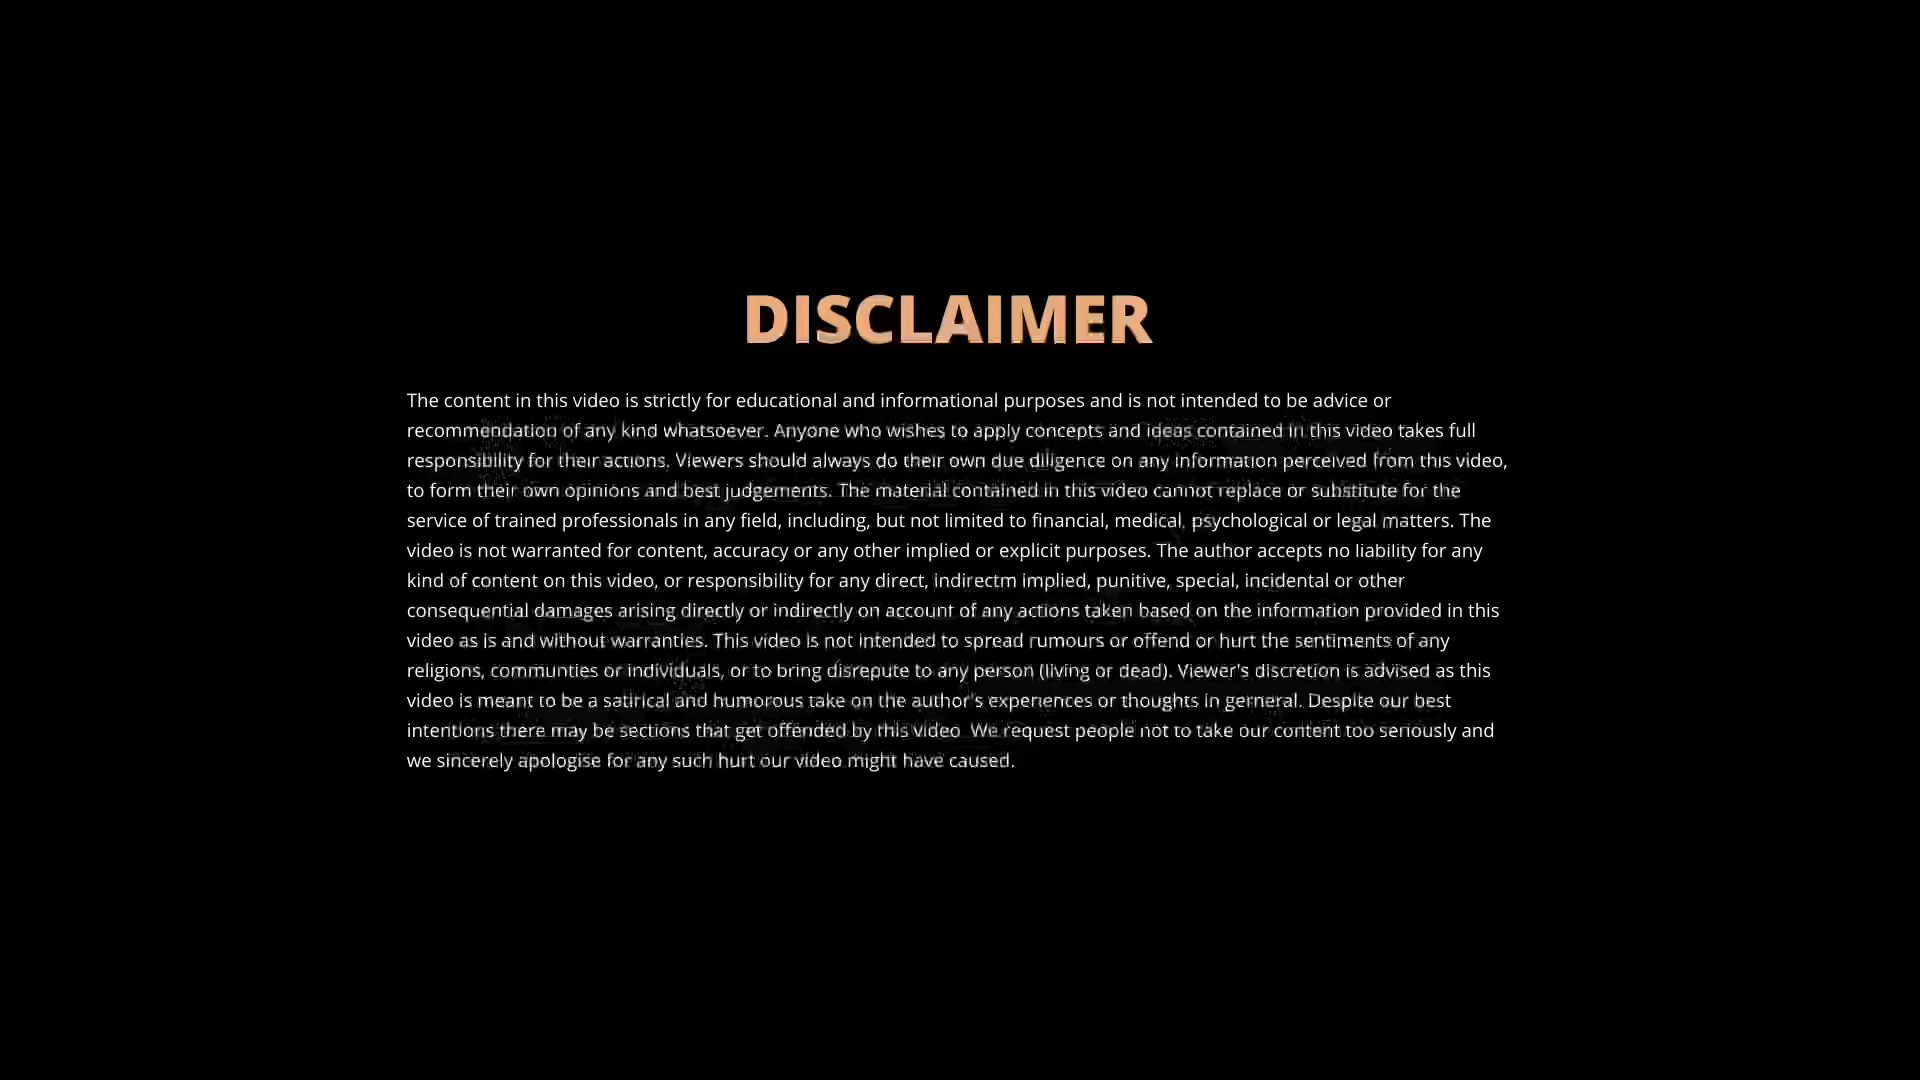 DISCLAIMER
The content in this video is strictly for educational and informational purposes and is not intended to be advice or
recommendation of any kind whatsoever. Anyone who wishes to apply concepts and ideas contained in this video takes full
responsibility for their actions. Viewers should always do their own due diligence on any information perceived from this video,
to form their own opinions and best judgements. The material contained in this video cannot replace or substitute for the
service of trained professionals in any field, including, but not limited to financial, medical, psychological or legal matters. The
video is not warranted for content, accuracy or any other implied or explicit purposes. The author accepts no liability for any
kind of content on this video, or responsibility for any direct, indirectm implied, punitive, special, incidental or other
consequential damages arising directly or indirectly on account of any actions taken based on the information provided in this
video as is and without warranties. This video is not intended to spread rumours or offend or hurt the sentiments of any
religions, communties or individuals, or to bring disrepute to any person (living or dead). Viewer's discretion is advised as this
video is meant to be a satirical and humorous take on the author's experiences or thoughts in gerneral. Despite our best
intentions there may be sections that get offended by this video. We request people not to take our content too seriously and
we sincerely apologise for any such hurt our video might have caused.